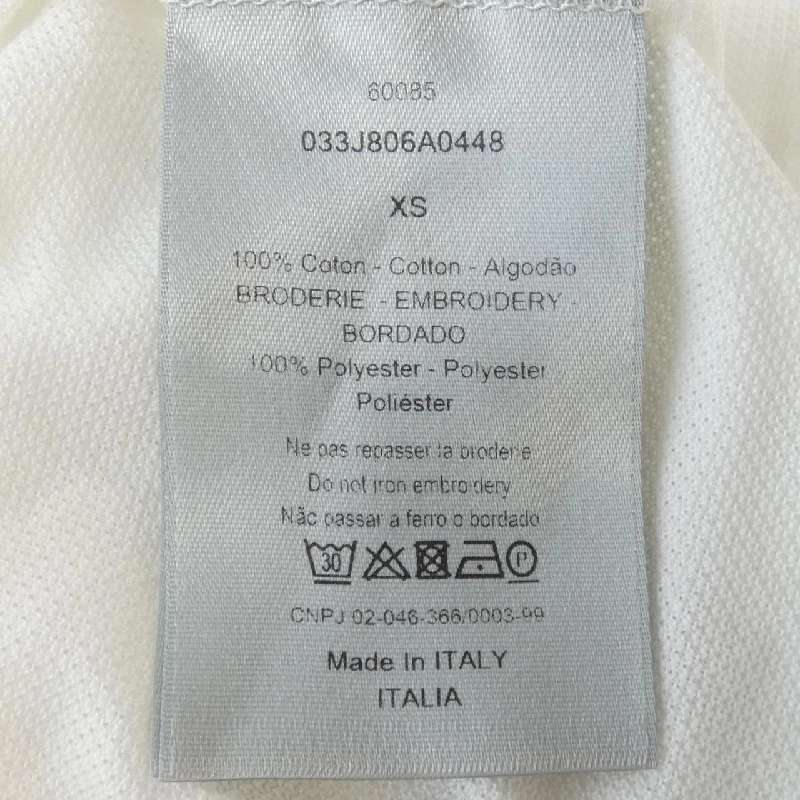 60085
033J806A0448
XS
100% Coton - Cotton - Algodão
BRODERIE - EMBROIDERY -
BORDADO
100% Polyester - Polyester
Poliéster
Ne pas repasser la broderie
Do not iron embroidery
Não passar a ferro o bordado
30 P
CNPJ 02-046-366/0003-99
Made In ITALY
ITALIA